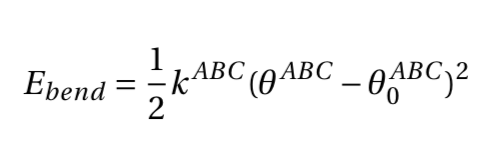 E_{bend} = \frac{1}{2} k^{ABC} (\theta^{ABC} - \theta_0^{ABC})^2